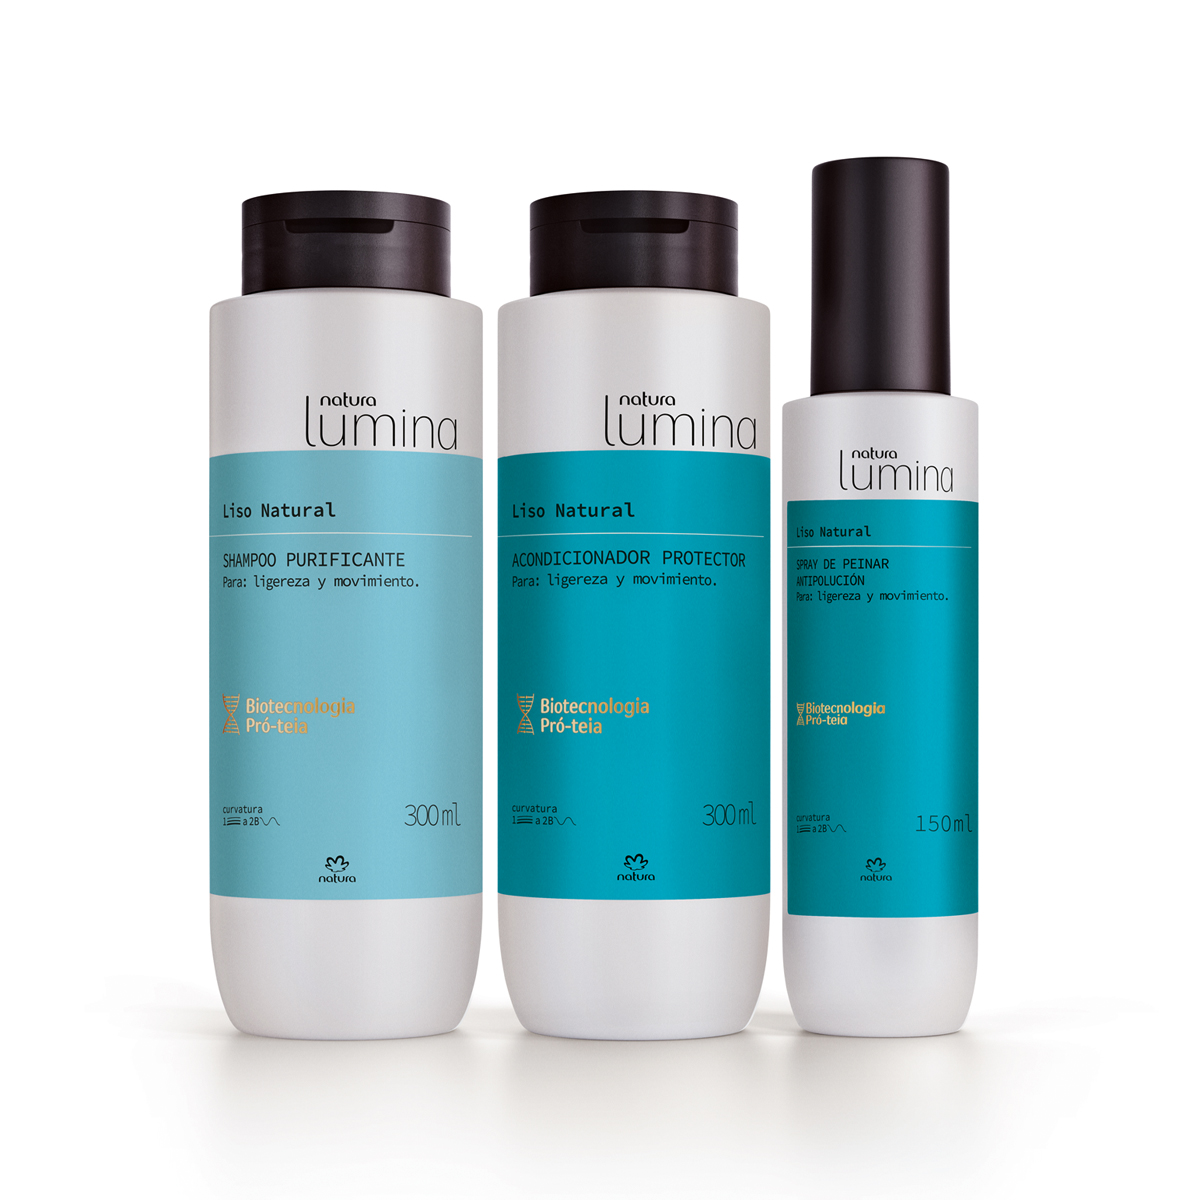 natura
lumina
Liso Natural
SHAMPOO PURIFICANTE
Para: ligereza y movimiento.
Biotecnologia
Pró-teia
curvatura
1 a 2B
300ml
natura
natura
lumina
Liso Natural
ACONDICIONADOR PROTECTOR
Para: ligereza y movimiento.
Biotecnologia
Pró-teia
curvatura
1 a 2B
300ml
natura
natura
lumina
Liso Natural
SPRAY DE PEINAR
ANTIPOLUCIÓN
Para: ligereza y movimiento.
Biotecnologia
Pró-teia
curvatura
1 a 2B
150ml
natura